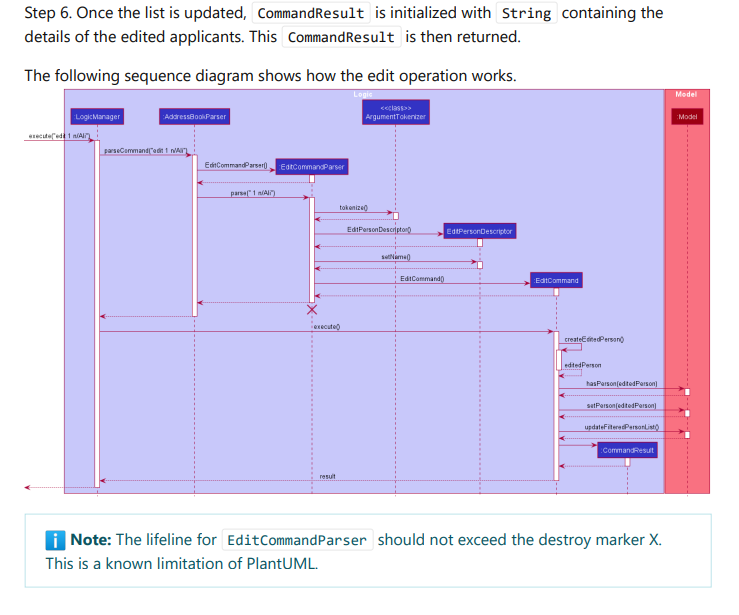 Step 6. Once the list is updated, CommandResult is initialized with String containing the
details of the edited applicants. This CommandResult is then returned.
The following sequence diagram shows how the edit operation works.
Logic
Model
:LogicManager
:AddressBookParser
<<class>>
ArgumentTokenizer
:Model
execute("edit 1 n/Ali")
parseCommand("edit 1 n/Ali")
EditCommandParser()
EditCommandParser
parse(" 1 n/Ali")
tokenize()
EditPersonDescriptor()
EditPersonDescriptor
setName()
EditCommand()
EditCommand
execute()
createEditedPerson()
editedPerson
hasPerson(editedPerson)
setPerson(editedPerson)
updateFilteredPersonList()
CommandResult
result
Note: The lifeline for EditCommandParser should not exceed the destroy marker X.
This is a known limitation of PlantUML.